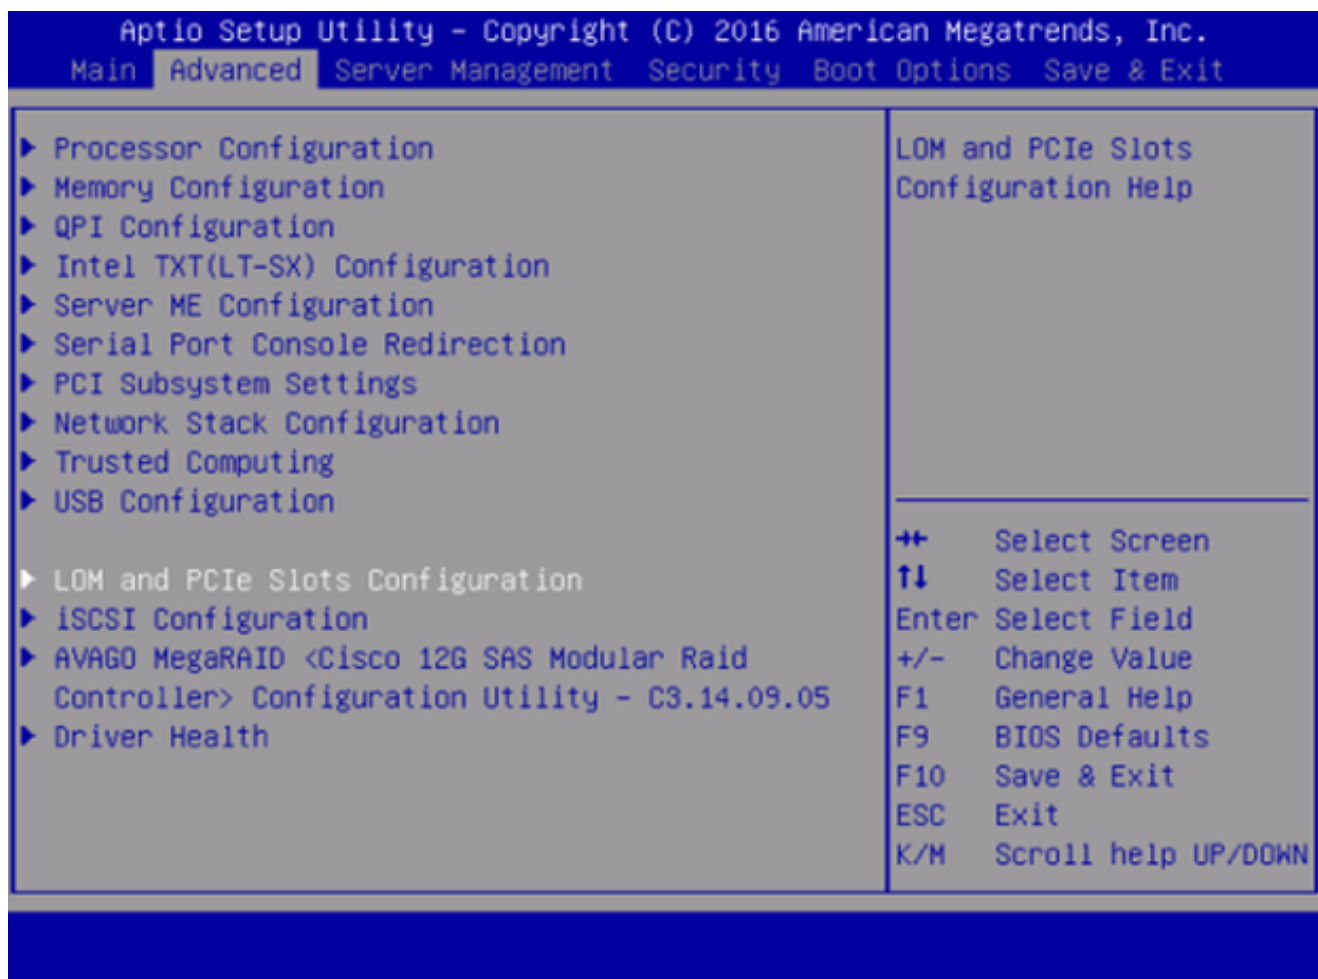 Aptio Setup Utility – Copyright (C) 2016 American Megatrends, Inc.
Main Advanced Server Management Security Boot Options Save & Exit
Processor Configuration
Memory Configuration
QPI Configuration
Intel TXT(LT-SX) Configuration
Server ME Configuration
Serial Port Console Redirection
PCI Subsystem Settings
Network Stack Configuration
Trusted Computing
USB Configuration
LOM and PCIe Slots Configuration
iSCSI Configuration
AVAGO MegaRAID <Cisco 12G SAS Modular Raid
Controller> Configuration Utility – C3.14.09.05
Driver Health
LOM and PCIe Slots
Configuration Help
→← Select Screen
↑↓ Select Item
Enter Select Field
+/- Change Value
F1 General Help
F9 BIOS Defaults
F10 Save & Exit
ESC Exit
K/M Scroll help UP/DOWN